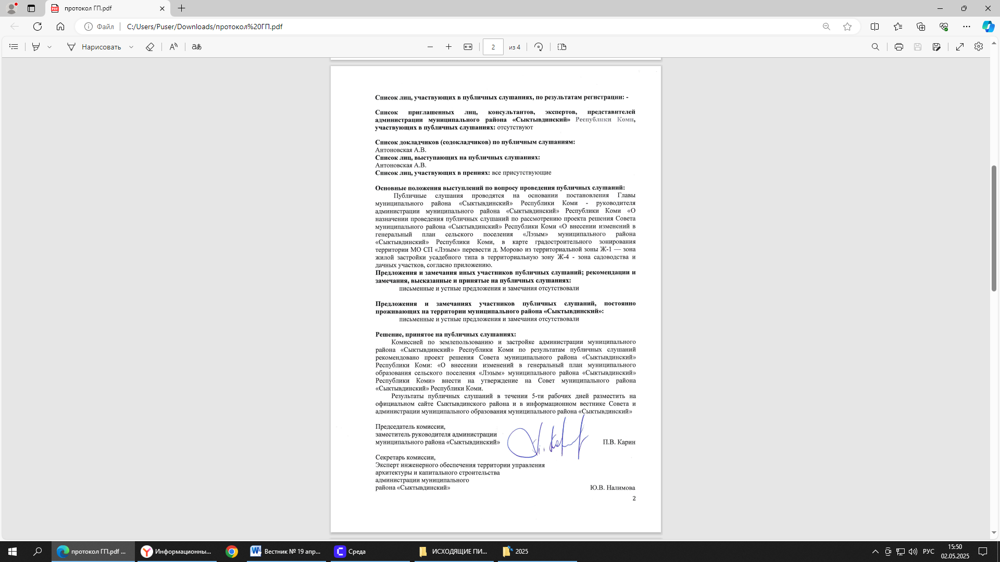 протокол ГП.pdf
Файл
C:/Users/Puser/Downloads/протокол%20ГП.pdf
Нарисовать
2
из 4
Список лиц, участвующих в публичных слушаниях, по результатам регистрации: -
Список приглашенных лиц, консультантов, экспертов, представителей
администрации муниципального района «Сыктывдинский» Республики Коми,
участвующих в публичных слушаниях: отсутствуют
Список докладчиков (содокладчиков) по публичным слушаниям:
Антоновская А.В.
Список лиц, выступающих на публичных слушаниях:
Антоновская А.В.
Список лиц, участвующих в прениях: все присутствующие
Основные положения выступлений по вопросу проведения публичных слушаний:
Публичные слушания проводятся на основании постановления Главы
муниципального района «Сыктывдинский» Республики Коми - руководителя
администрации муниципального района «Сыктывдинский» Республики Коми «О
назначении проведения публичных слушаний по рассмотрению проекта решения Совета
муниципального района «Сыктывдинский» Республики Коми «О внесении изменений в
генеральный план сельского поселения «Лэзым» муниципального района
«Сыктывдинский» Республики Коми, в карте градостроительного зонирования
территории МО СП «Лэзым» перевести д. Морово из территориальной зоны Ж-1 — зона
жилой застройки усадебного типа в территориальную зону Ж-4 - зона садоводства и
дачных участков, согласно приложению.
Предложения и замечания иных участников публичных слушаний; рекомендации и
замечания, высказанные и принятые на публичных слушаниях:
письменные и устные предложения и замечания отсутствовали
Предложения и замечаниях участников публичных слушаний, постоянно
проживающих на территории муниципального района «Сыктывдинский»:
письменные и устные предложения и замечания отсутствовали
Решение, принятое на публичных слушаниях:
Комиссией по землепользованию и застройке администрации муниципального
района «Сыктывдинский» Республики Коми по результатам публичных слушаний
рекомендовано проект решения Совета муниципального района «Сыктывдинский»
Республики Коми: «О внесении изменений в генеральный план муниципального
образования сельского поселения «Лэзым» муниципального района «Сыктывдинский»
Республики Коми» внести на утверждение на Совет муниципального района
«Сыктывдинский» Республики Коми.
Результаты публичных слушаний в течении 5-ти рабочих дней разместить на
официальном сайте Сыктывдинского района и в информационном вестнике Совета и
администрации муниципального образования муниципального района «Сыктывдинский»
Председатель комиссии,
заместитель руководителя администрации
муниципального района «Сыктывдинский» П.В. Карин
Секретарь комиссии,
Эксперт инженерного обеспечения территории управления
архитектуры и капитального строительства
администрации муниципального
района «Сыктывдинский» Ю.В. Налимова
2
протокол ГП.pdf ...
Информационны...
Вестник № 19 апр...
Среда
ИСХОДЯЩИЕ ПИ...
2025
РУС
15:50
02.05.2025